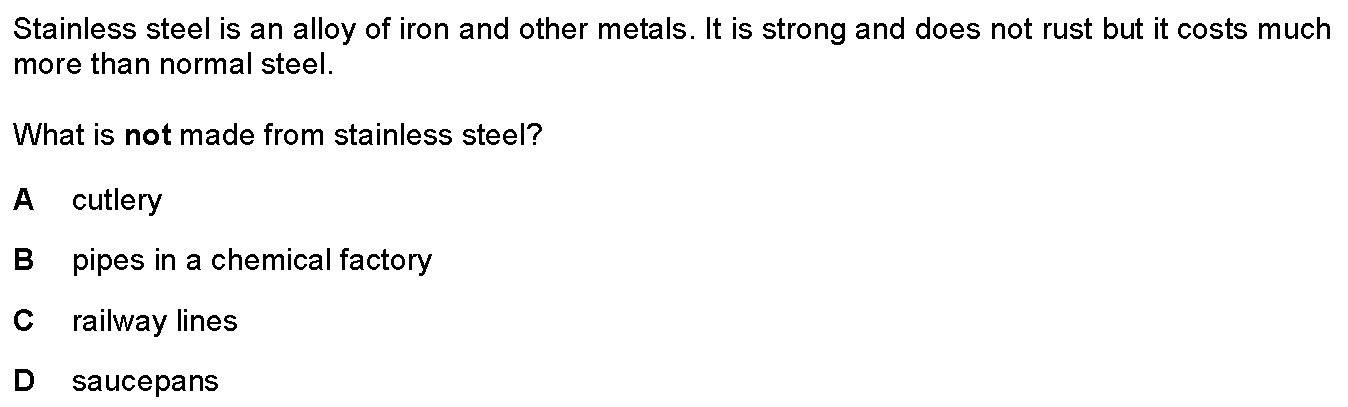 Stainless steel is an alloy of iron and other metals. It is strong and does not rust but it costs much
more than normal steel.
What is not made from stainless steel?
A cutlery
B pipes in a chemical factory
C railway lines
D saucepans